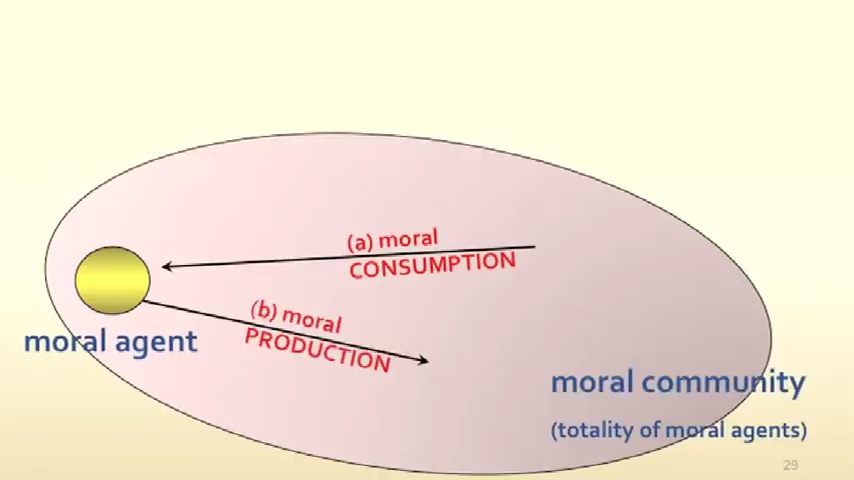 (a) moral
CONSUMPTION
(b) moral
PRODUCTION
moral agent
moral community
(totality of moral agents)
29